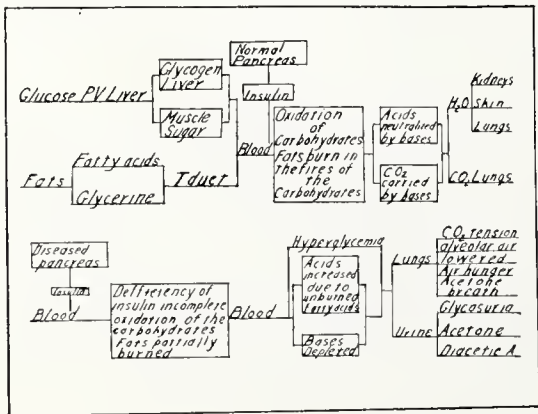 Normal
Pancreas
Glycogen
Liver
Glucose PV Liver
Insulin
Muscle
Sugar
Blood
Oxidation
of
Carbohydrates
Fats burn in
the fires of
the
Carbohydrates
Acids
neutralized
by bases
CO2
carried
by bases
H2O
Kidneys
Skin
Lungs
CO2 Lungs
Fats
Fatty acids
Glycerine
T duct
Diseased
pancreas
Insulin
Blood
Defficiency of
insulin incomplete
oxidation of the
carbohydrates
Fats partially
burned
Blood
Hyperglycemia
Acids
increased
due to
unburned
fatty acids
Bases
Depleted
Lungs
CO2 tension
alveolar air
lowered
Air hunger
Acetone
breath
Urine
Glycosuria
Acetone
Diacetic A.